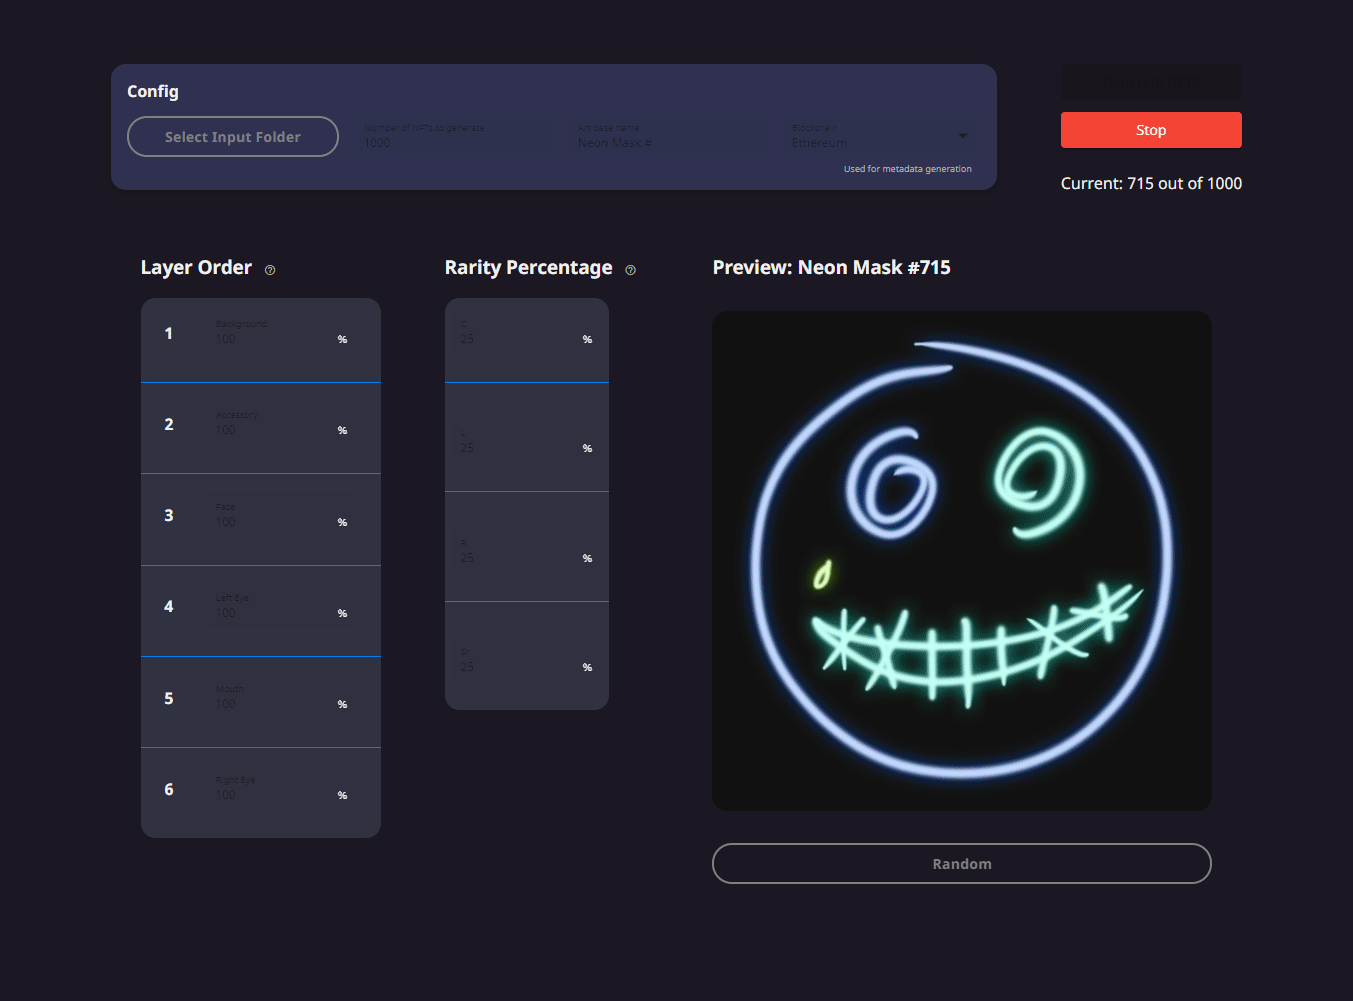 Config
Select Input Folder
Number of NFTs to generate
1000
Art base name
Neon Mask #
Blockchain
Ethereum
Used for metadata generation
Stop
Current: 715 out of 1000
Layer Order
1
Background
100
%
2
Accessory
100
%
3
Face
100
%
4
Left Eye
100
%
5
Mouth
100
%
6
Right Eye
100
%
Rarity Percentage
C
25
%
25
%
R
25
%
Sr
25
%
Preview: Neon Mask #715
Random